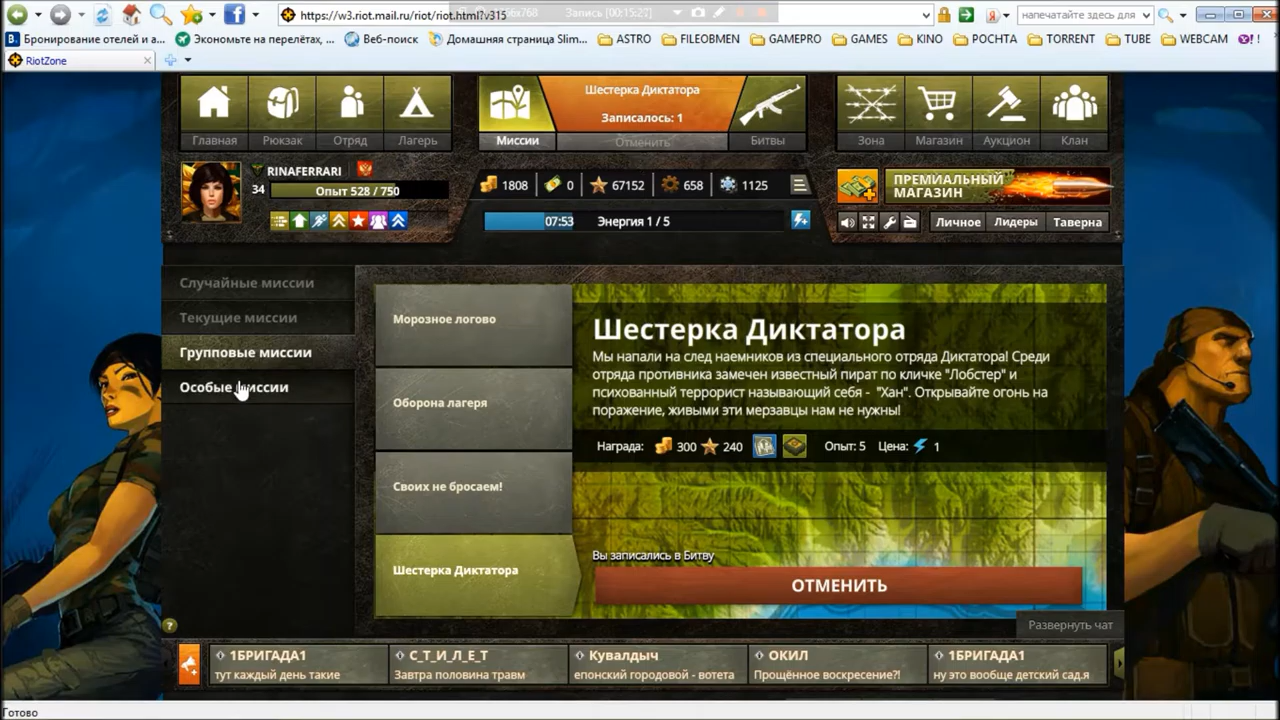 https://w3.riot.mail.ru/riot/riot.html?v315
Запись (00:15:27)
напечатайте здесь для
Бронирование отелей и а...
Экономьте на перелётах, ...
Веб-поиск
Домашняя страница Slim...
ASTRO
FILEOBMEN
GAMEPRO
GAMES
KINO
POCHTA
TORRENT
TUBE
WEBCAM
RiotZone
Шестерка Диктатора
Записалось: 1
Главная
Рюкзак
Отряд
Лагерь
Миссии
Отменить
Битвы
Зона
Магазин
Аукцион
Клан
RINAFERRARI
34
Опыт 528 / 750
1808
0
67152
658
1125
ПРЕМИАЛЬНЫЙ
МАГАЗИН
07:53
Энергия 1 / 5
Личное
Лидеры
Таверна
Случайные миссии
Текущие миссии
Групповые миссии
Особые миссии
Морозное логово
Оборона лагеря
Своих не бросаем!
Шестерка Диктатора
Шестерка Диктатора
Мы напали на след наемников из специального отряда Диктатора! Среди
отряда противника замечен известный пират по кличке "Лобстер" и
психованный террорист называющий себя - "Хан". Открывайте огонь на
поражение, живыми эти мерзавцы нам не нужны!
Награда: 300 240 Опыт: 5 Цена: 1
Вы записались в Битву
ОТМЕНИТЬ
Развернуть чат
1БРИГАДА1
тут каждый день такие
С_Т_И_Л_Е_Т
Завтра половина травм
Кувалдыч
епонский городовой - вотета
ОКИЛ
Прощённое воскресение?!
1БРИГАДА1
ну это вообще детский сад.я
Готово